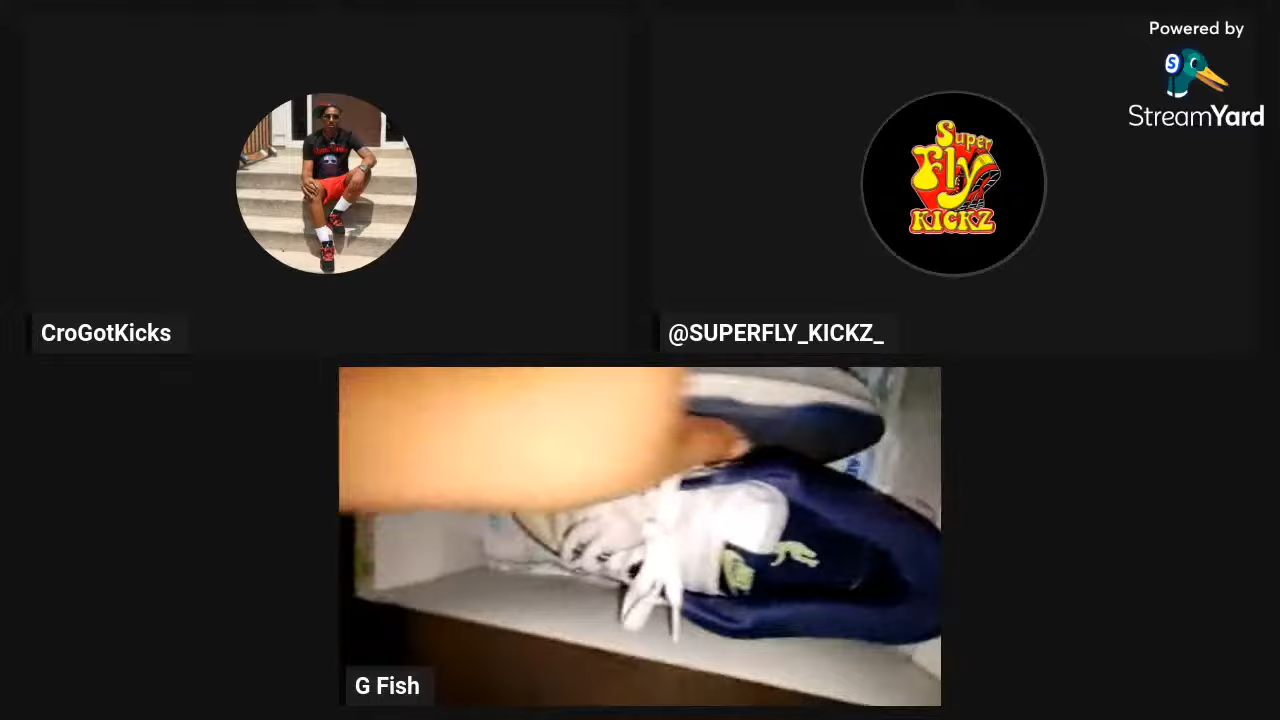 Powered by
S
StreamYard
Super
Fly
KICKZ
CroGotKicks
@SUPERFLY_KICKZ_
G Fish